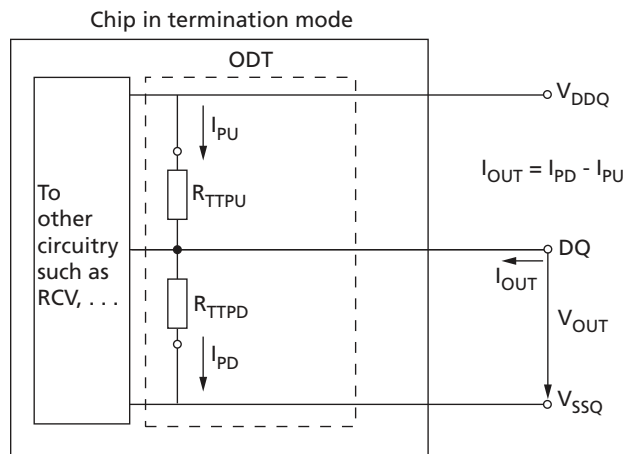 Chip in termination mode
ODT
V_DDQ
I_PU
I_OUT = I_PD - I_PU
To
other
circuitry
such as
RCV, . . .
R_TTPU
DQ
I_OUT
R_TTPD
V_OUT
I_PD
V_SSQ